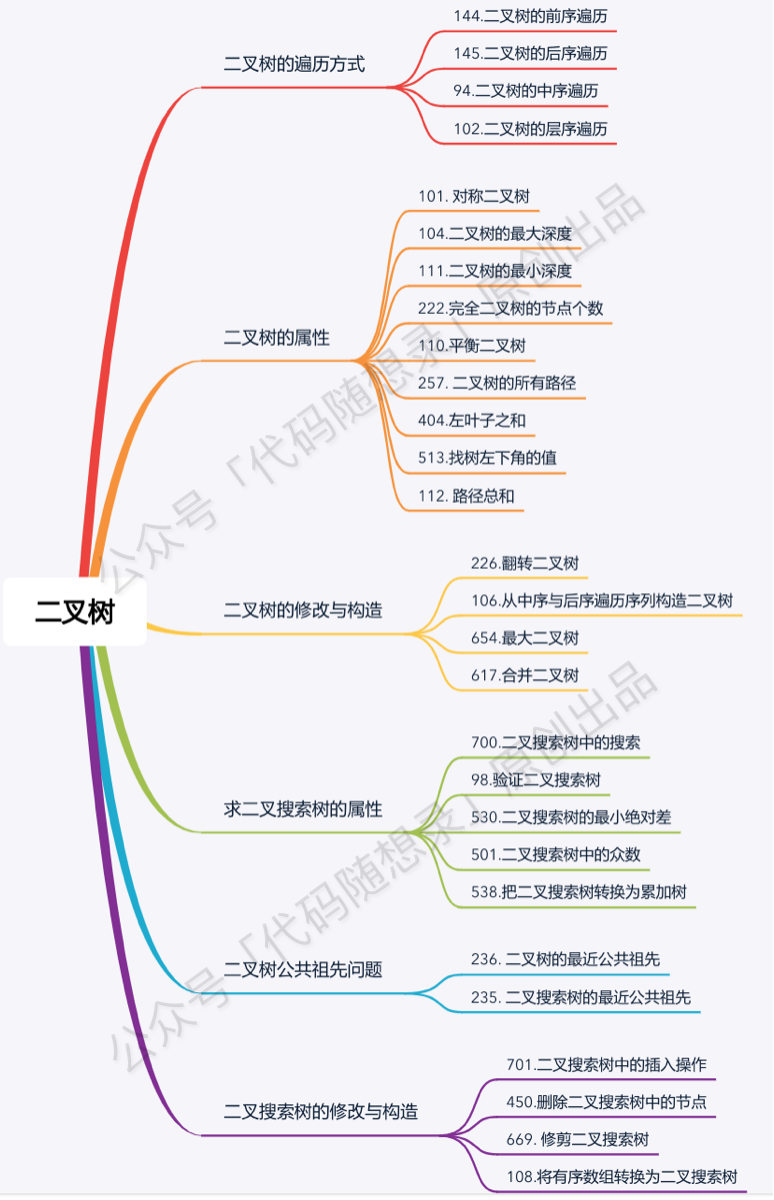 二叉树
二叉树的遍历方式
144.二叉树的前序遍历
145.二叉树的后序遍历
94.二叉树的中序遍历
102.二叉树的层序遍历
二叉树的属性
101. 对称二叉树
104.二叉树的最大深度
111.二叉树的最小深度
222.完全二叉树的节点个数
110.平衡二叉树
257. 二叉树的所有路径
404.左叶子之和
513.找树左下角的值
112. 路径总和
二叉树的修改与构造
226.翻转二叉树
106.从中序与后序遍历序列构造二叉树
654.最大二叉树
617.合并二叉树
求二叉搜索树的属性
700.二叉搜索树中的搜索
98.验证二叉搜索树
530.二叉搜索树的最小绝对差
501.二叉搜索树中的众数
538.把二叉搜索树转换为累加树
二叉树公共祖先问题
236. 二叉树的最近公共祖先
235. 二叉搜索树的最近公共祖先
二叉搜索树的修改与构造
701.二叉搜索树中的插入操作
450.删除二叉搜索树中的节点
669. 修剪二叉搜索树
108.将有序数组转换为二叉搜索树
公众号「代码随想录」原创出品
公众号「代码随想录」原创出品